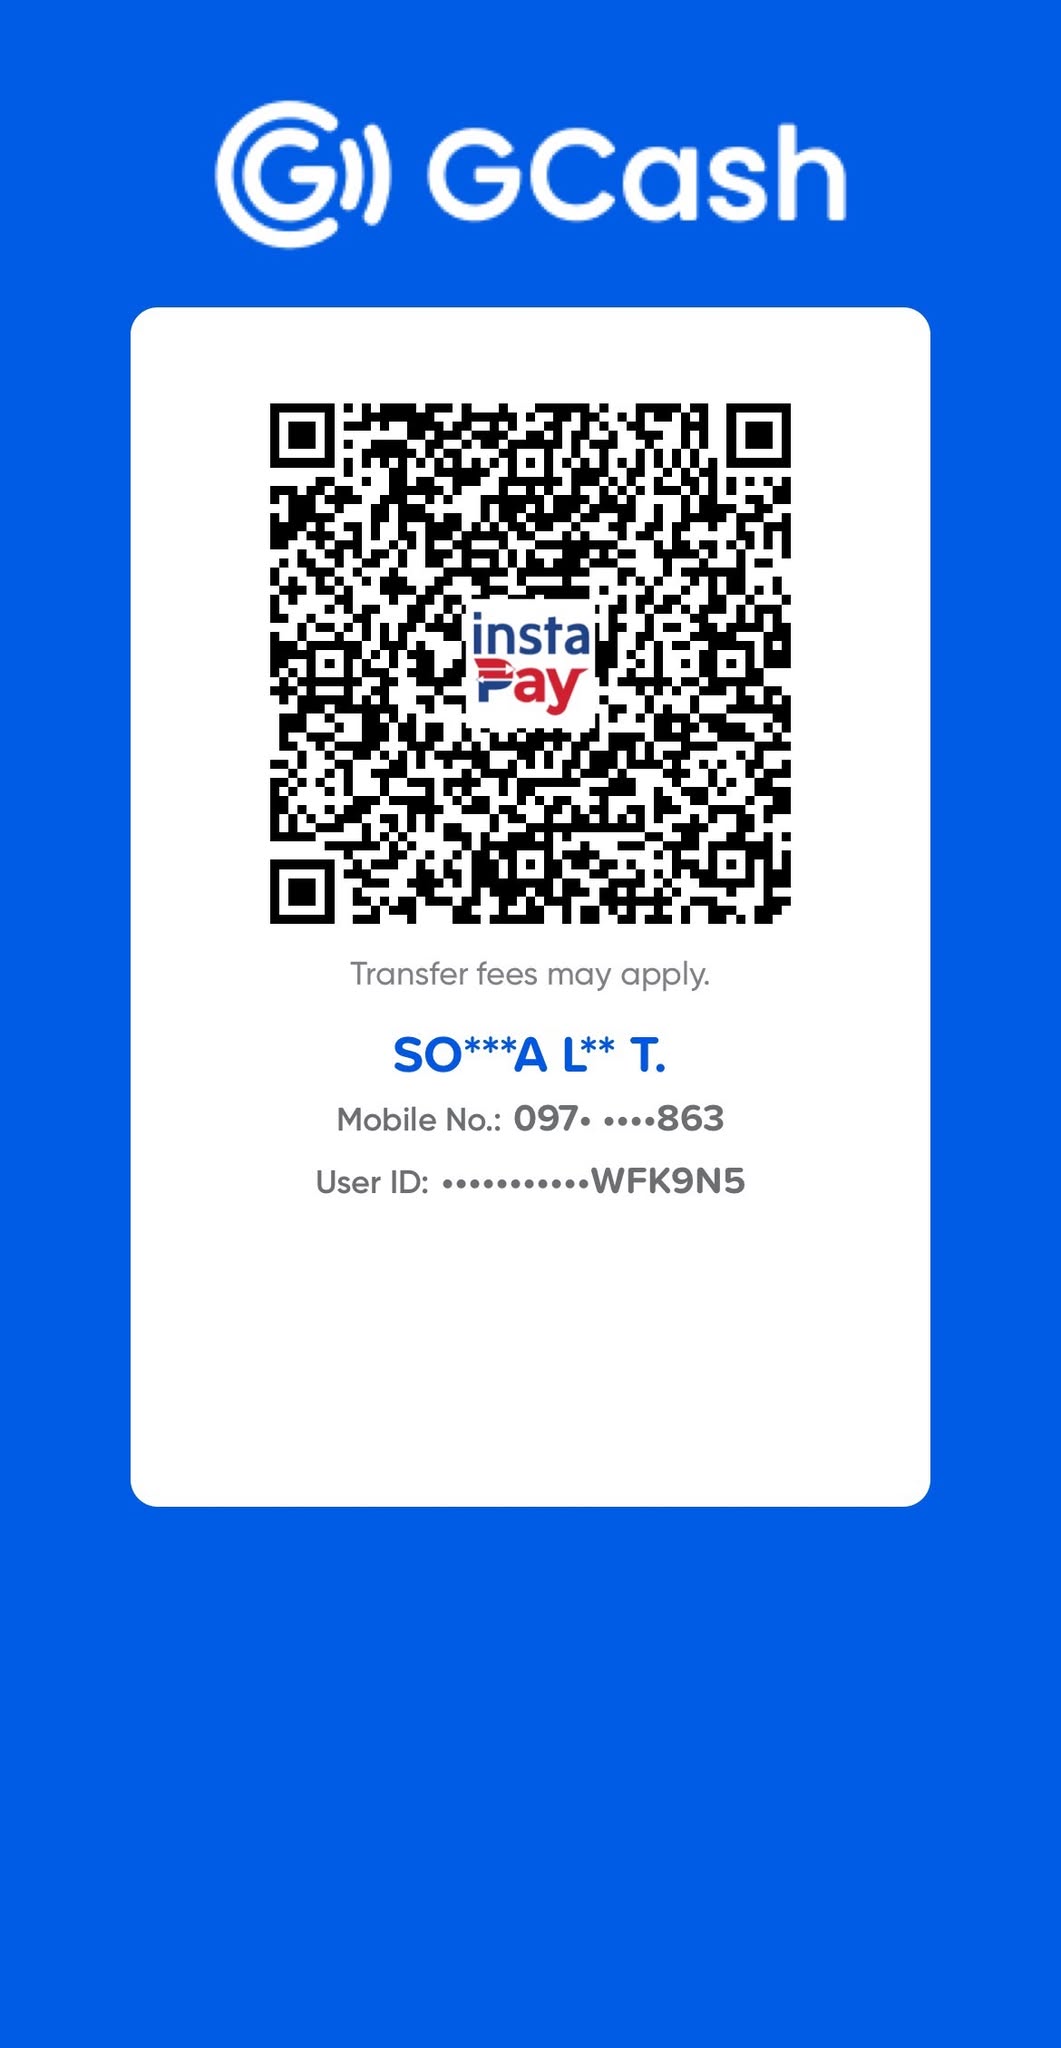 GCash
insta
Pay
Transfer fees may apply.
SO***A L** T.
Mobile No.: 097• ••••863
User ID: •••••••••••WFK9N5